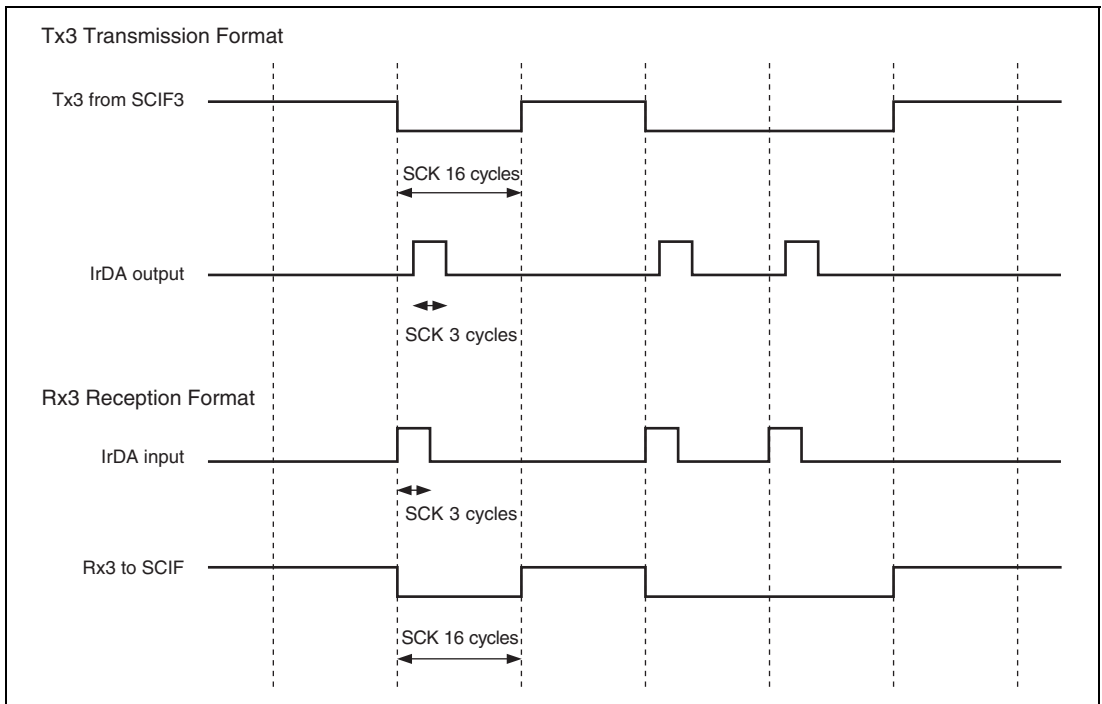 Tx3 Transmission Format
Tx3 from SCIF3
SCK 16 cycles
IrDA output
SCK 3 cycles
Rx3 Reception Format
IrDA input
SCK 3 cycles
Rx3 to SCIF
SCK 16 cycles